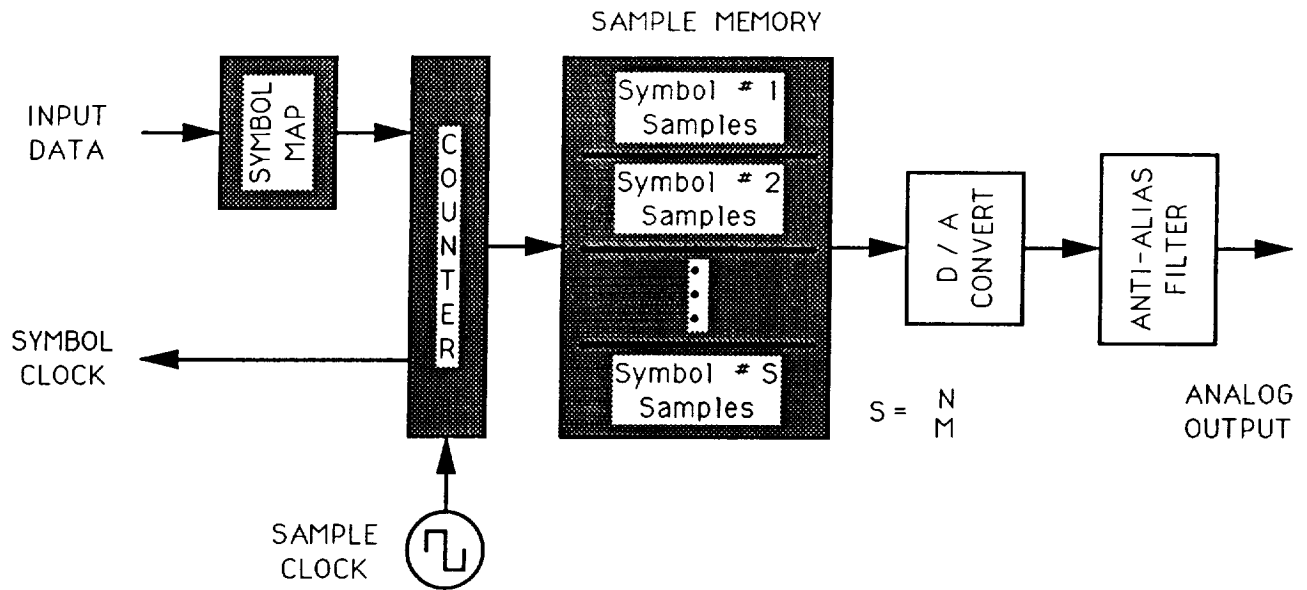 SAMPLE MEMORY
INPUT
DATA
SYMBOL
MAP
COUNTER
Symbol # 1
Samples
Symbol # 2
Samples
Symbol # S
Samples
D/A
CONVERT
ANTI-ALIAS
FILTER
SYMBOL
CLOCK
S = N
M
ANALOG
OUTPUT
SAMPLE
CLOCK